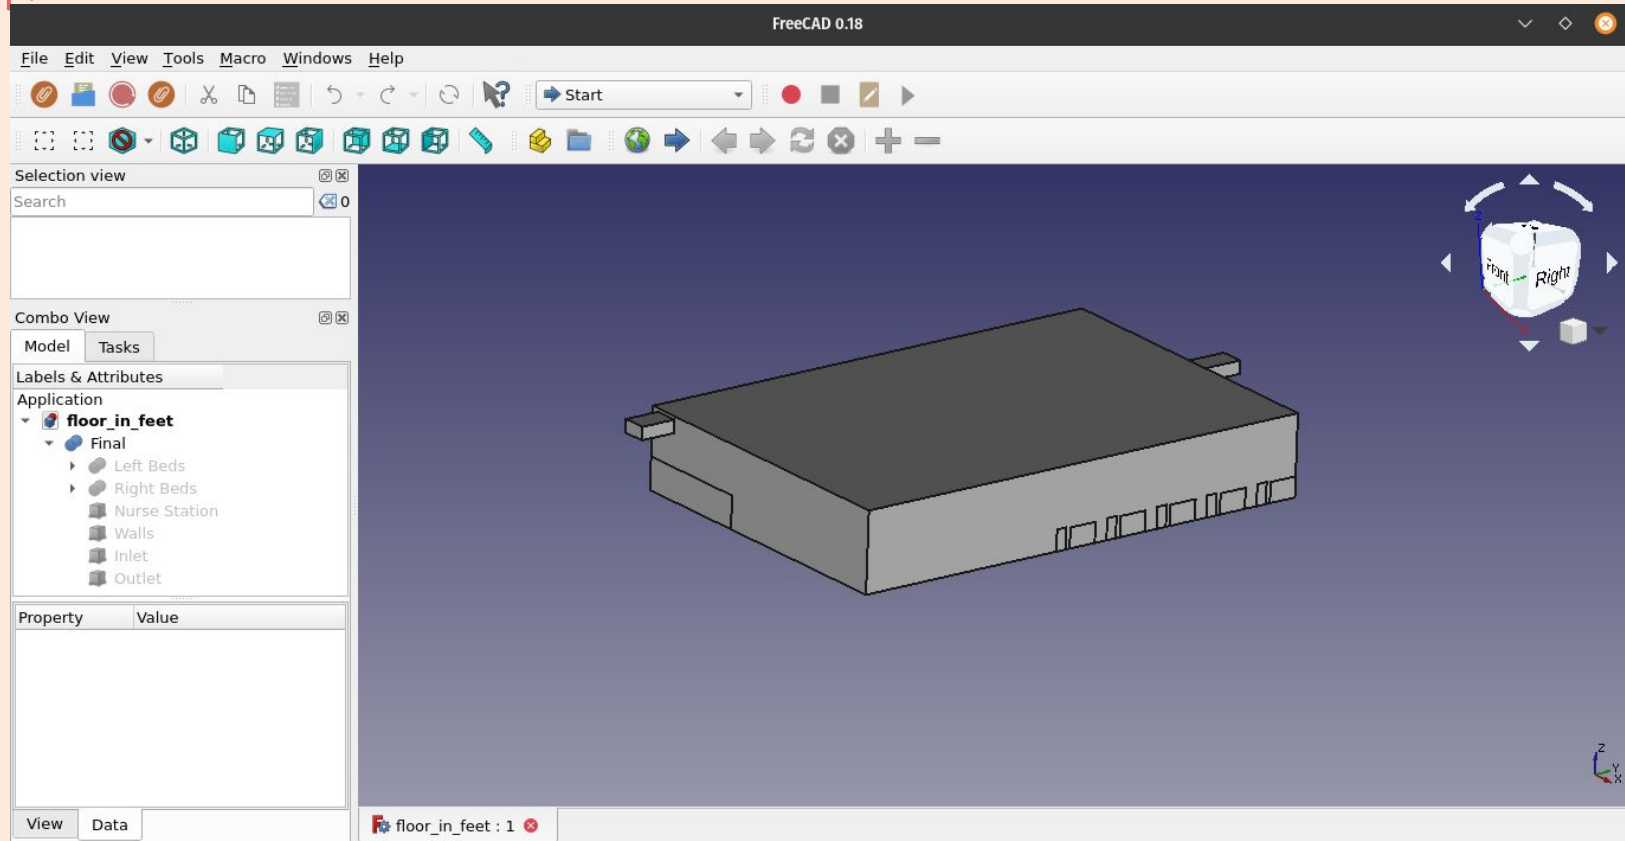 FreeCAD 0.18
File Edit View Tools Macro Windows Help
Start
Selection view
Search
0
Combo View
Model Tasks
Labels & Attributes
Application
floor_in_feet
Final
Left Beds
Right Beds
Nurse Station
Walls
Inlet
Outlet
Property Value
View Data
floor_in_feet : 1
Front Right
Z
Z
Y
X